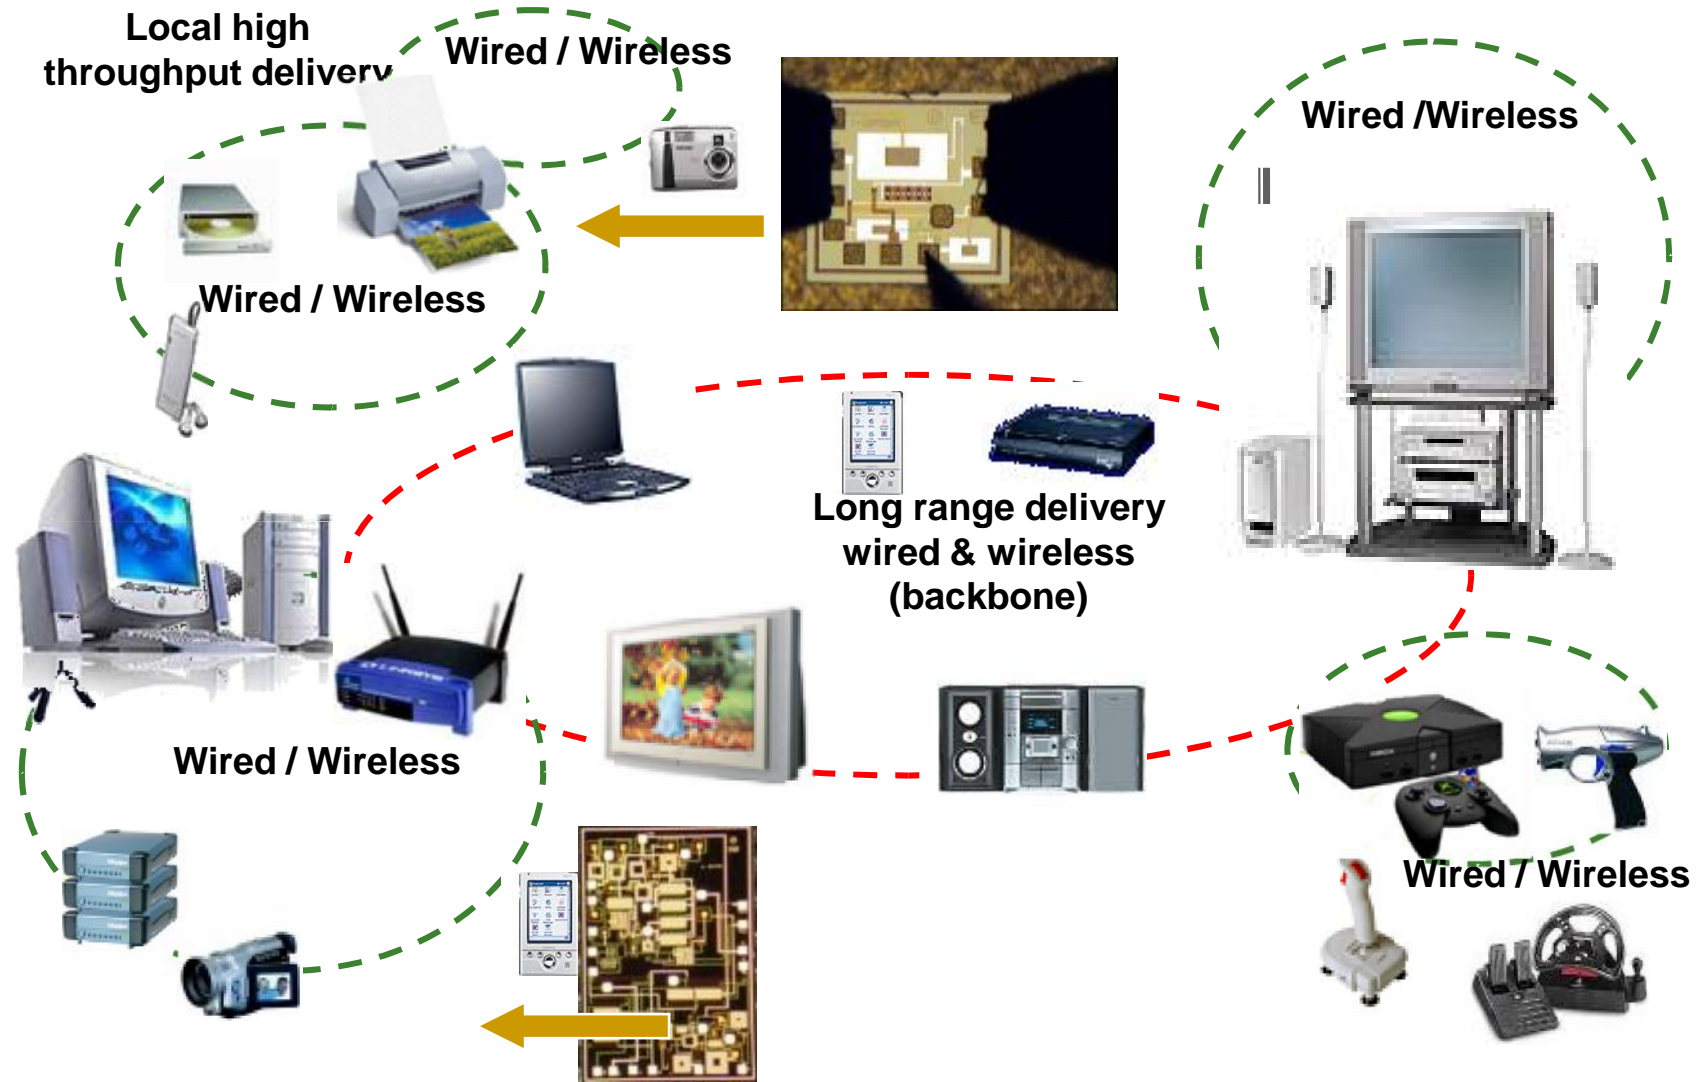 Local high
throughput delivery
Wired / Wireless
Wired /Wireless
Wired / Wireless
Long range delivery
wired & wireless
(backbone)
Wired / Wireless
Wired / Wireless